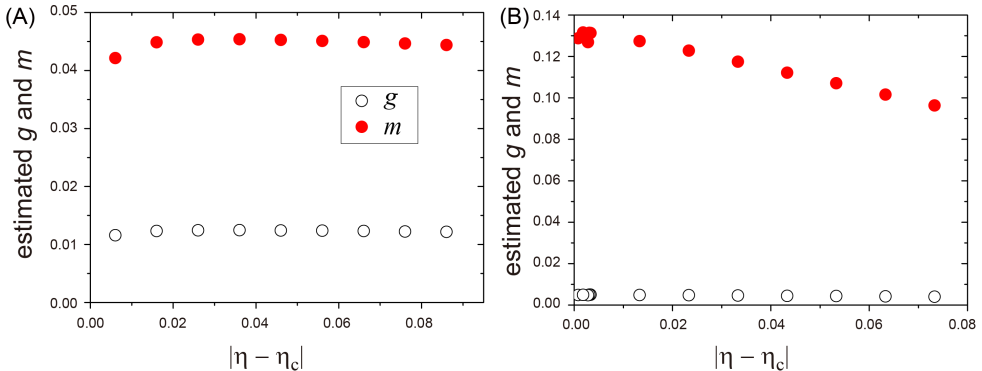 (A)
estimated g and m
0.05
0.04
0.03
0.02
0.01
0.00
g
m
0.00 0.02 0.04 0.06 0.08
|η − ηc|
(B)
estimated g and m
0.14
0.12
0.10
0.08
0.06
0.04
0.02
0.00
0.00 0.02 0.04 0.06 0.08
|η − ηc|